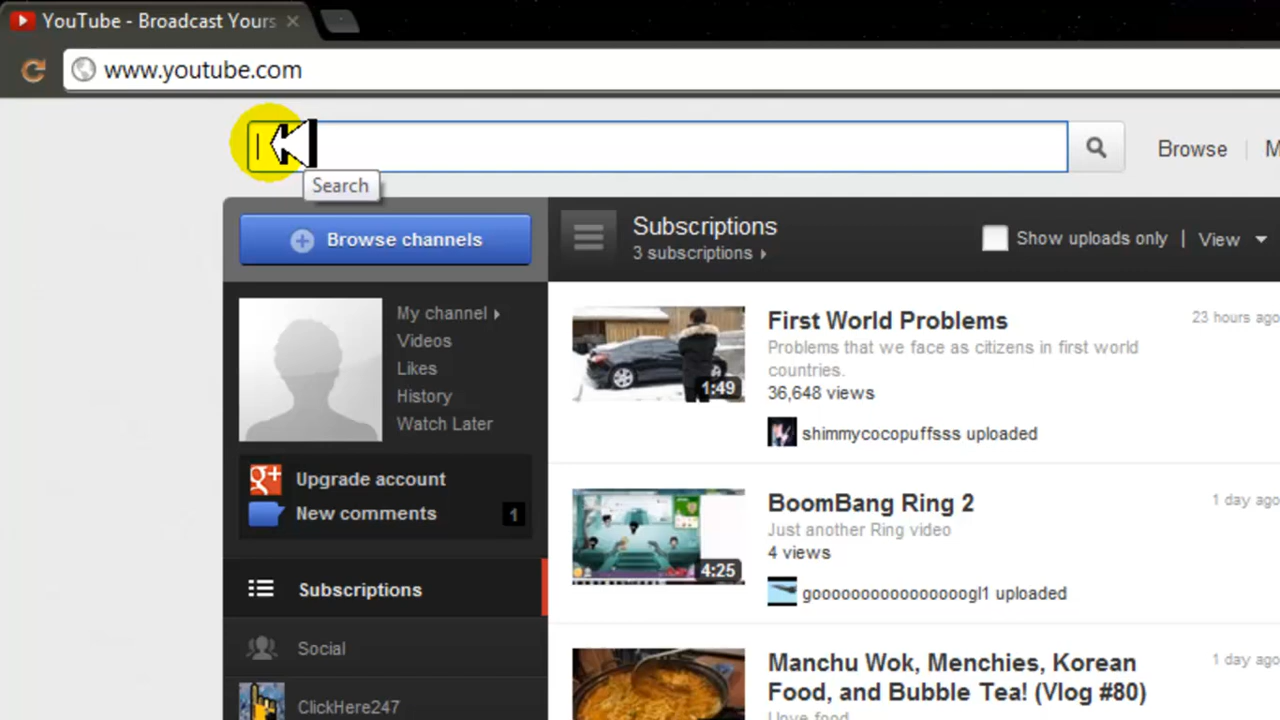 YouTube - Broadcast Yours
www.youtube.com
Search
Browse
M
Browse channels
Subscriptions
3 subscriptions
Show uploads only
View
My channel
Videos
Likes
History
Watch Later
g+ Upgrade account
New comments 1
Subscriptions
Social
ClickHere247
First World Problems
23 hours ago
Problems that we face as citizens in first world
countries.
36,648 views
1:49
shimmycocopuffsss uploaded
BoomBang Ring 2
1 day ago
Just another Ring video
4 views
4:25
goooooooooooooooogl1 uploaded
Manchu Wok, Menchies, Korean
1 day ago
Food, and Bubble Tea! (Vlog #80)
I love food